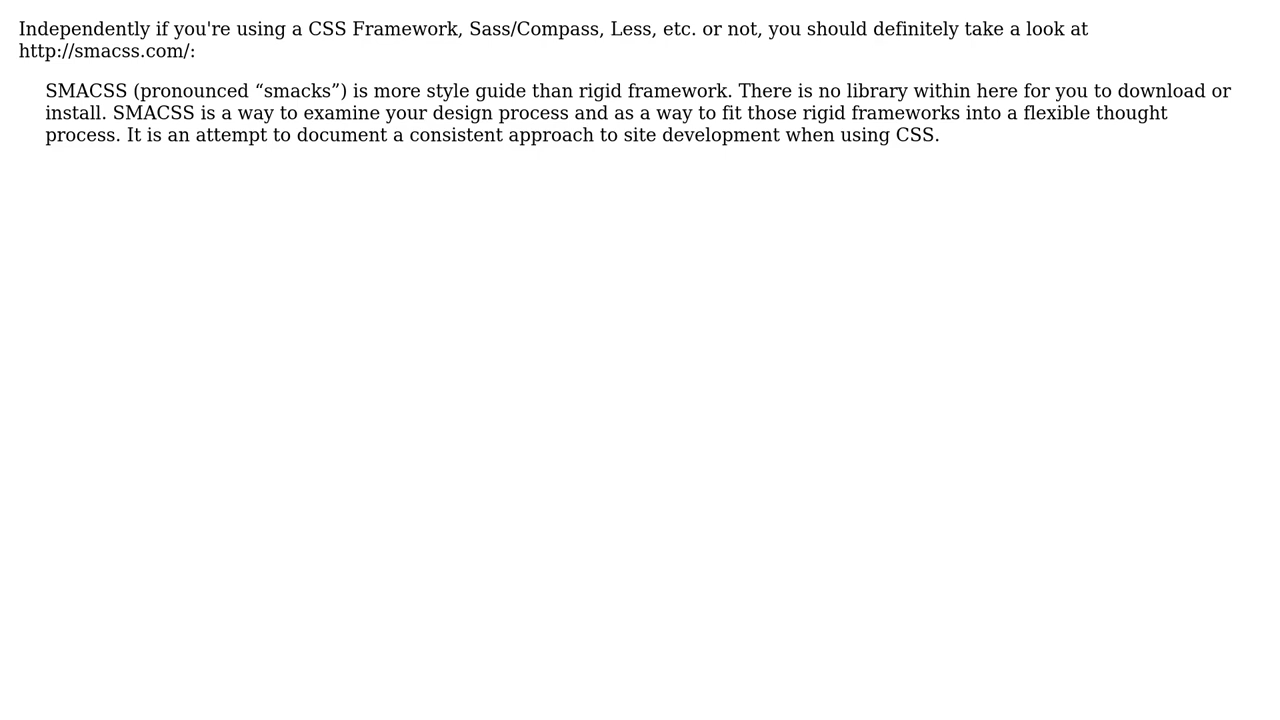 Independently if you're using a CSS Framework, Sass/Compass, Less, etc. or not, you should definitely take a look at
http://smacss.com/:
SMACSS (pronounced “smacks”) is more style guide than rigid framework. There is no library within here for you to download or
install. SMACSS is a way to examine your design process and as a way to fit those rigid frameworks into a flexible thought
process. It is an attempt to document a consistent approach to site development when using CSS.